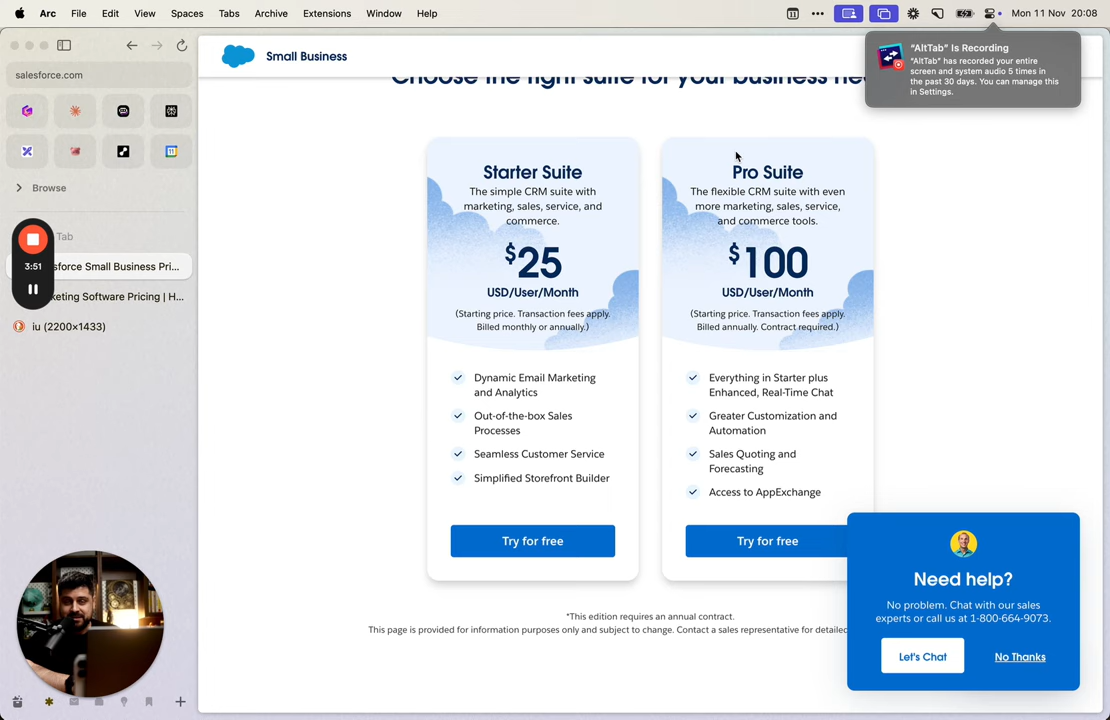 Arc File Edit View Spaces Tabs Archive Extensions Window Help
Mon 11 Nov 20:08
salesforce.com
Browse
Tab
3:51
sforce Small Business Pri...
keting Software Pricing | H...
iu (2200×1433)
Small Business
Choose the right suite for your business
"AltTab" Is Recording
"AltTab" has recorded your entire
screen and system audio 5 times in
the past 30 days. You can manage this
in Settings.
Starter Suite
The simple CRM suite with
marketing, sales, service, and
commerce.
$25
USD/User/Month
(Starting price. Transaction fees apply.
Billed monthly or annually.)
Dynamic Email Marketing
and Analytics
Out-of-the-box Sales
Processes
Seamless Customer Service
Simplified Storefront Builder
Try for free
Pro Suite
The flexible CRM suite with even
more marketing, sales, service,
and commerce tools.
$100
USD/User/Month
(Starting price. Transaction fees apply.
Billed annually. Contract required.)
Everything in Starter plus
Enhanced, Real-Time Chat
Greater Customization and
Automation
Sales Quoting and
Forecasting
Access to AppExchange
Try for free
*This edition requires an annual contract.
This page is provided for information purposes only and subject to change. Contact a sales representative for detailed
Need help?
No problem. Chat with our sales
experts or call us at 1-800-664-9073.
Let's Chat
No Thanks